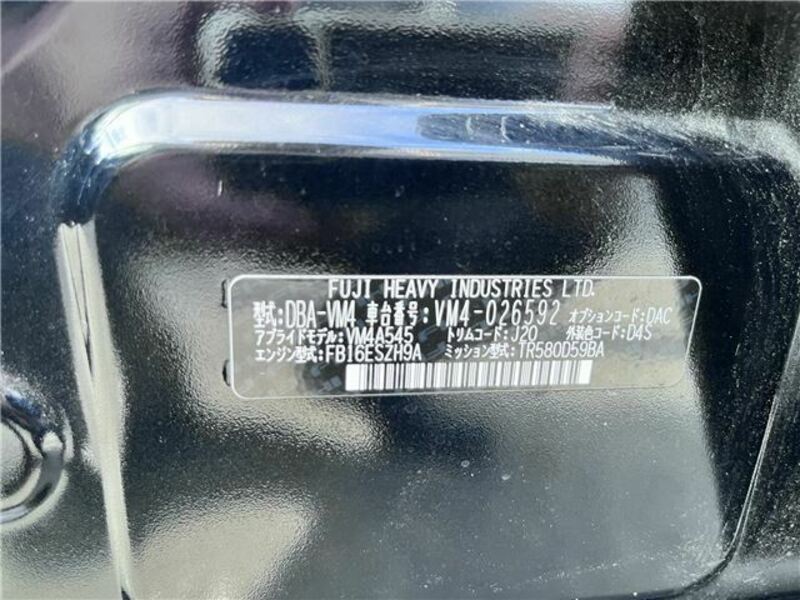 FUJI HEAVY INDUSTRIES LTD.
型式:DBA-VM4 車台番号:VM4-026592 オプションコード:DAC
アプライドモデル:VM4A545 トリムコード:J20 外装色コード:D4S
エンジン型式:FB16ESZH9A ミッション型式:TR580D59BA